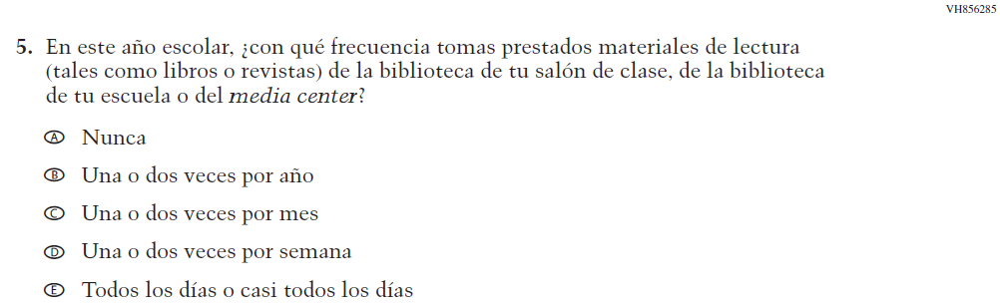 VH856285
5. En este año escolar, ¿con qué frecuencia tomas prestados materiales de lectura
(tales como libros o revistas) de la biblioteca de tu salón de clase, de la biblioteca
de tu escuela o del media center?
A Nunca
B Una o dos veces por año
C Una o dos veces por mes
D Una o dos veces por semana
E Todos los días o casi todos los días